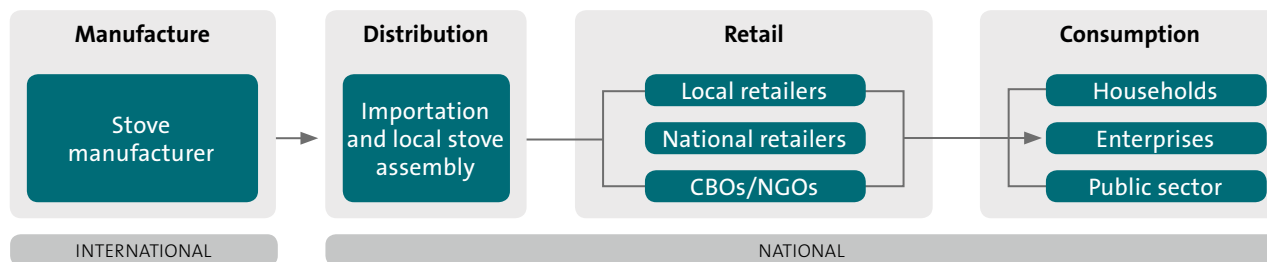 Manufacture
Stove
manufacturer
INTERNATIONAL
Distribution
Importation
and local stove
assembly
Retail
Local retailers
National retailers
CBOs/NGOs
Consumption
Households
Enterprises
Public sector
NATIONAL